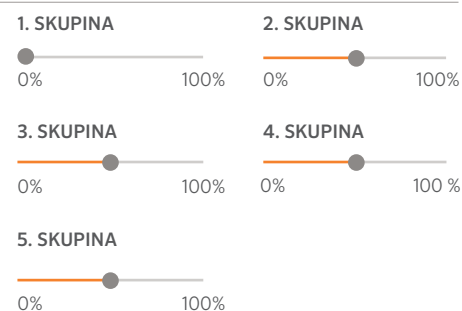 1. SKUPINA
0% 100%
2. SKUPINA
0% 100%
3. SKUPINA
0% 100%
4. SKUPINA
0% 100 %
5. SKUPINA
0% 100%